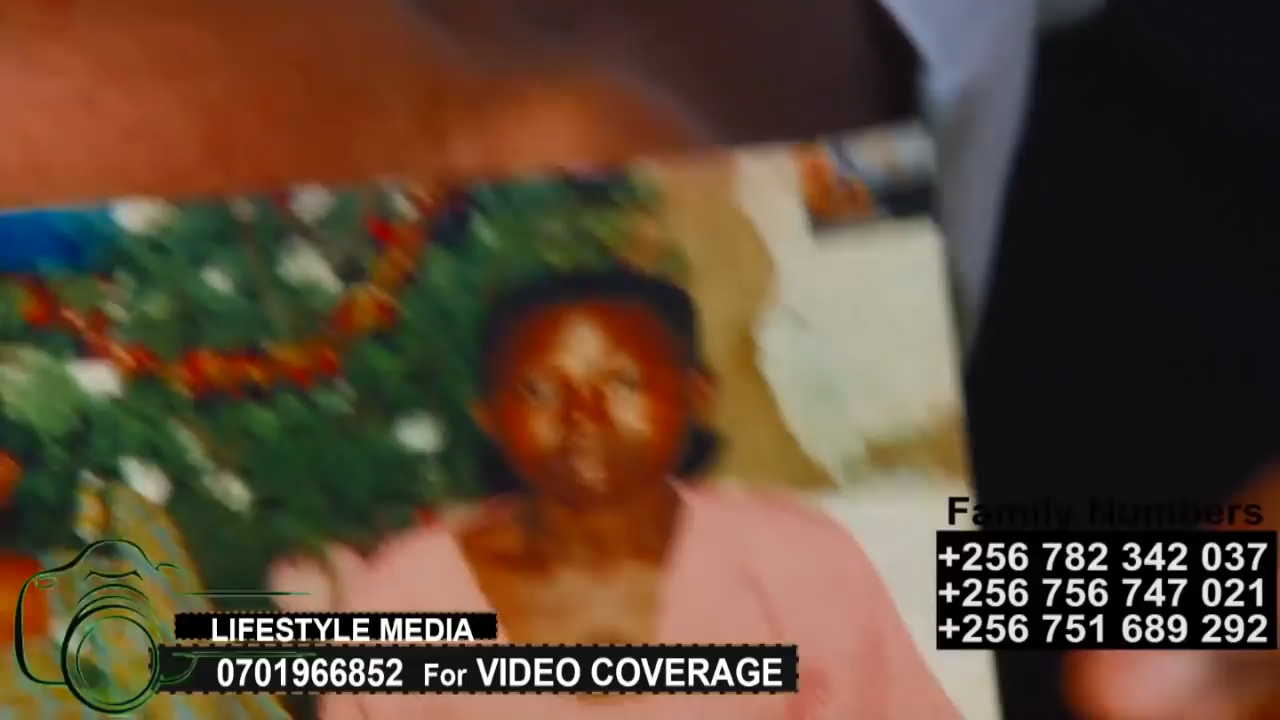 Family Numbers
+256 782 342 037
+256 756 747 021
+256 751 689 292
LIFESTYLE MEDIA
0701966852 For VIDEO COVERAGE